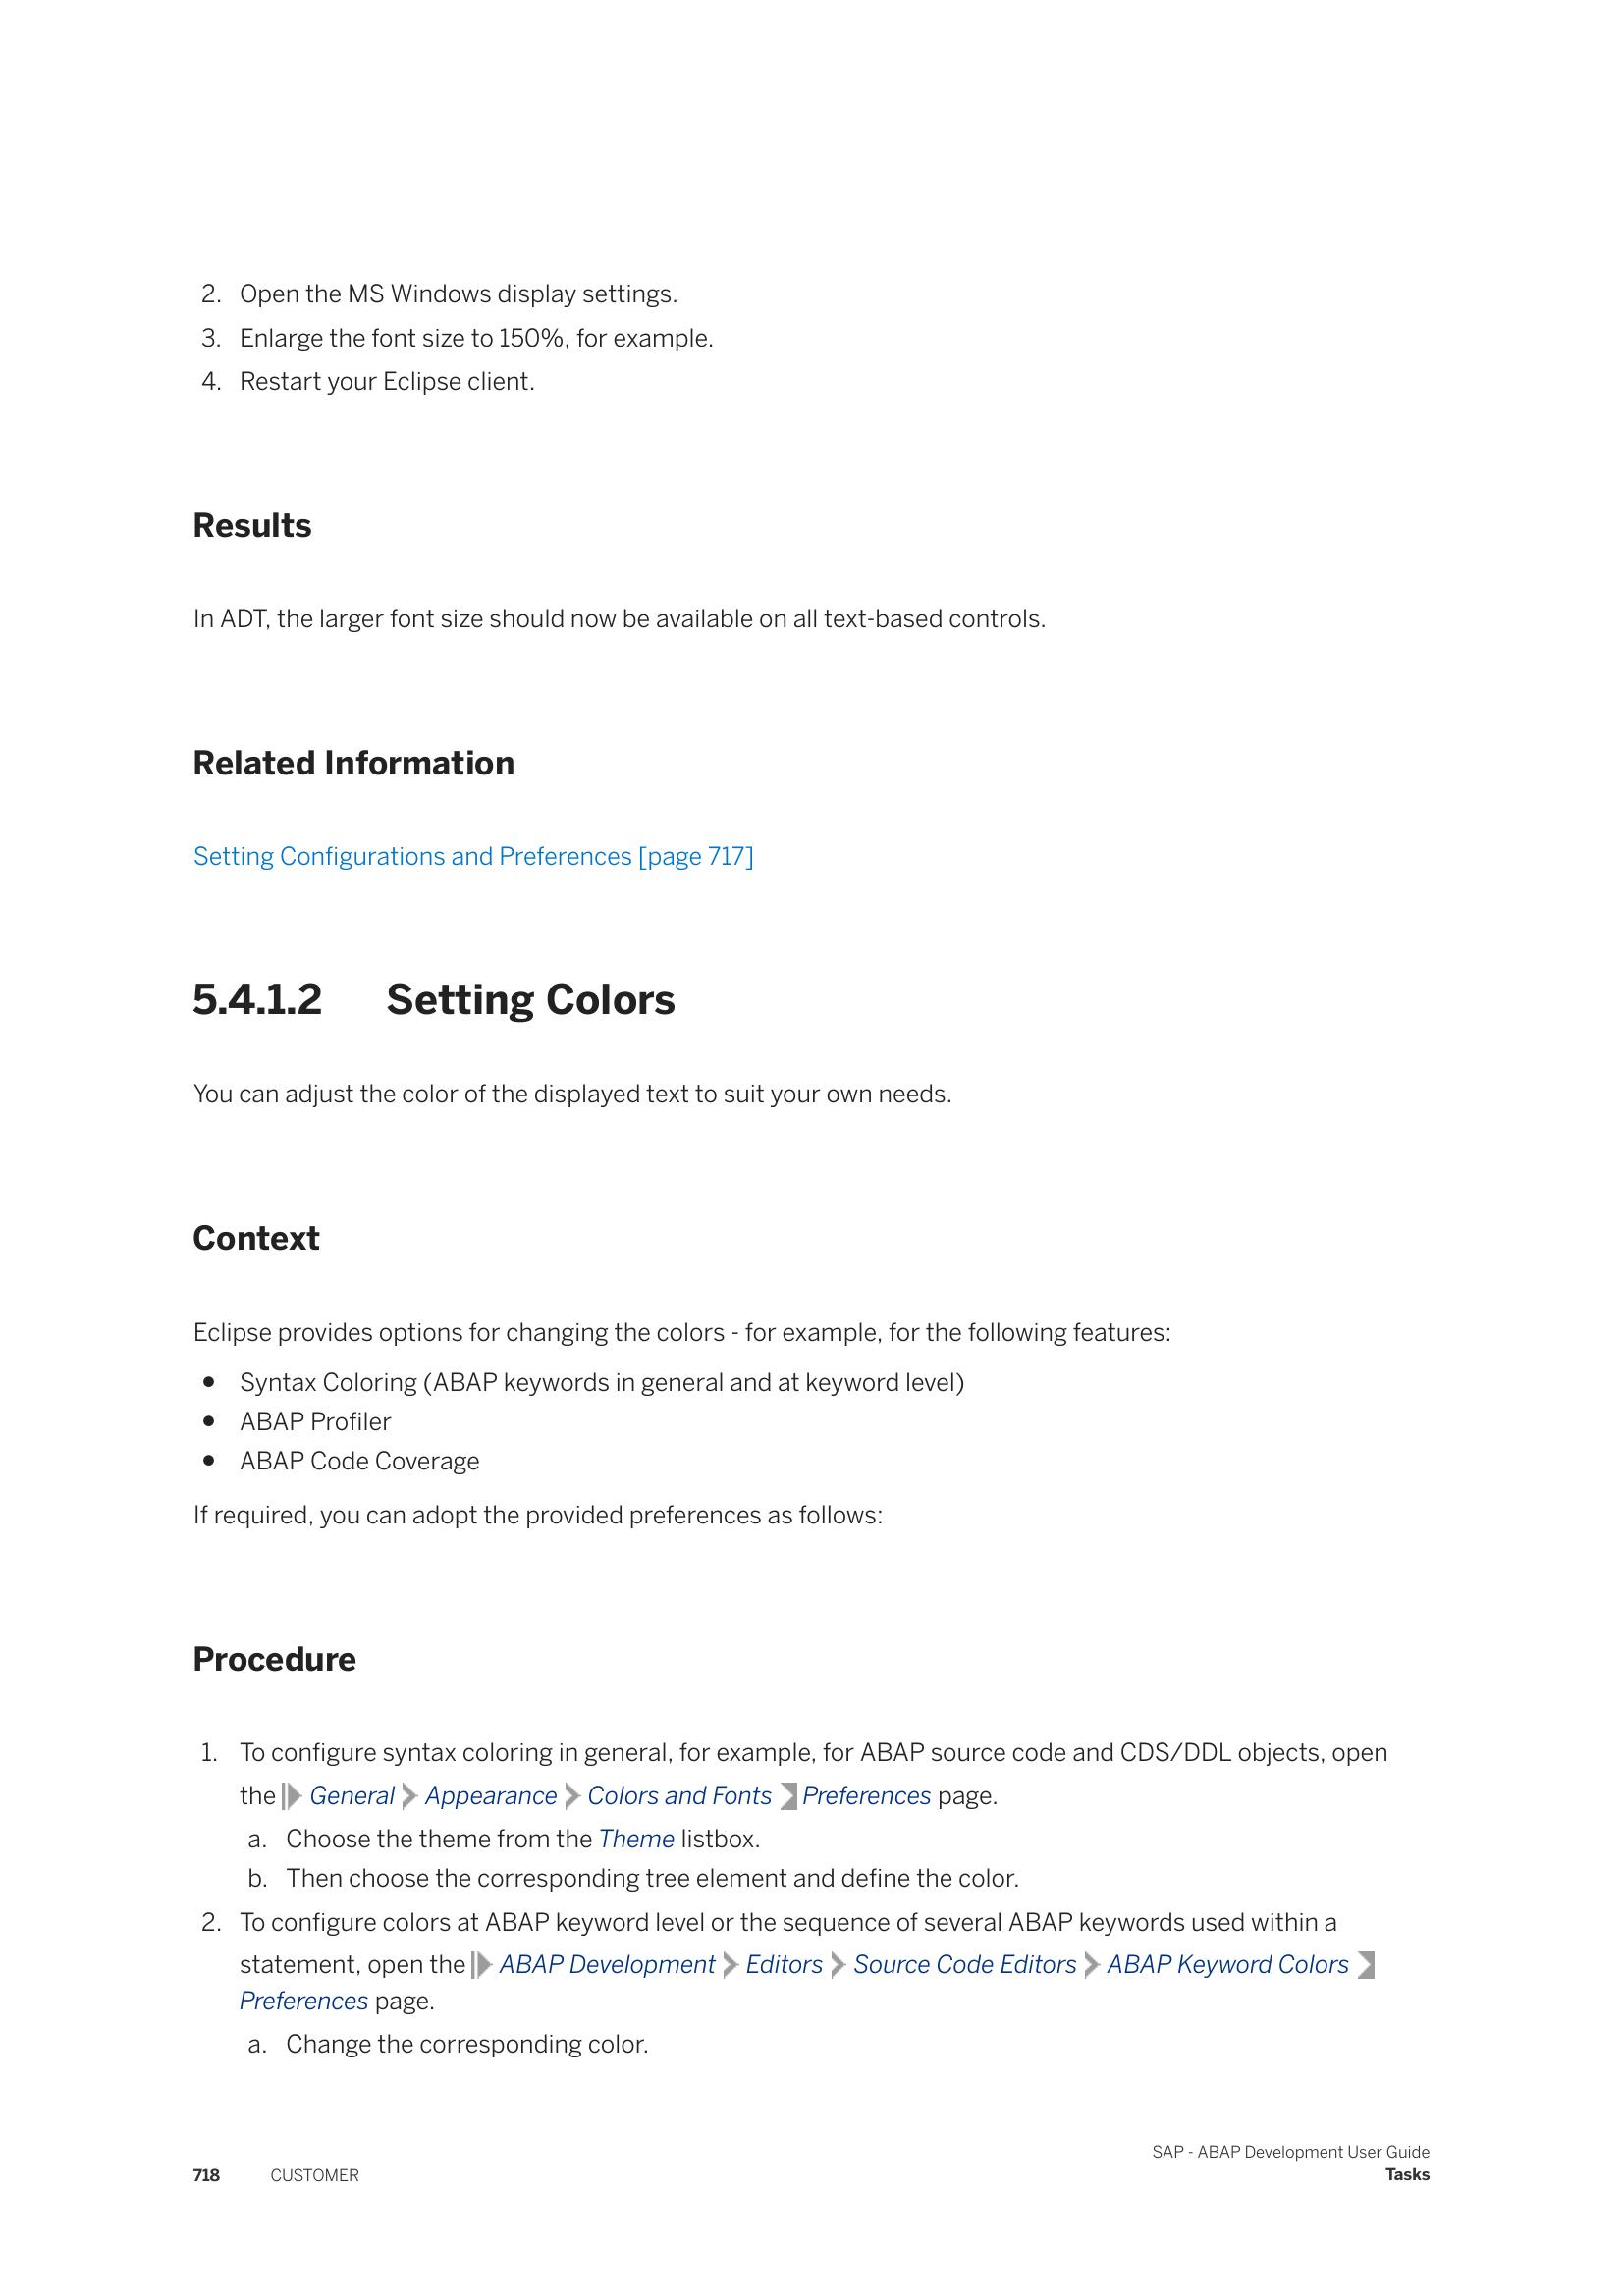 2. Open the MS Windows display settings.
3. Enlarge the font size to 150%, for example.
4. Restart your Eclipse client.
Results
In ADT, the larger font size should now be available on all text-based controls.
Related Information
Setting Configurations and Preferences [page 717]
5.4.1.2 Setting Colors
You can adjust the color of the displayed text to suit your own needs.
Context
Eclipse provides options for changing the colors - for example, for the following features:
● Syntax Coloring (ABAP keywords in general and at keyword level)
● ABAP Profiler
● ABAP Code Coverage
If required, you can adopt the provided preferences as follows:
Procedure
1. To configure syntax coloring in general, for example, for ABAP source code and CDS/DDL objects, open
the General Appearance Colors and Fonts Preferences page.
a. Choose the theme from the Theme listbox.
b. Then choose the corresponding tree element and define the color.
2. To configure colors at ABAP keyword level or the sequence of several ABAP keywords used within a
statement, open the ABAP Development Editors Source Code Editors ABAP Keyword Colors
Preferences page.
a. Change the corresponding color.
SAP - ABAP Development User Guide
718 CUSTOMER Tasks